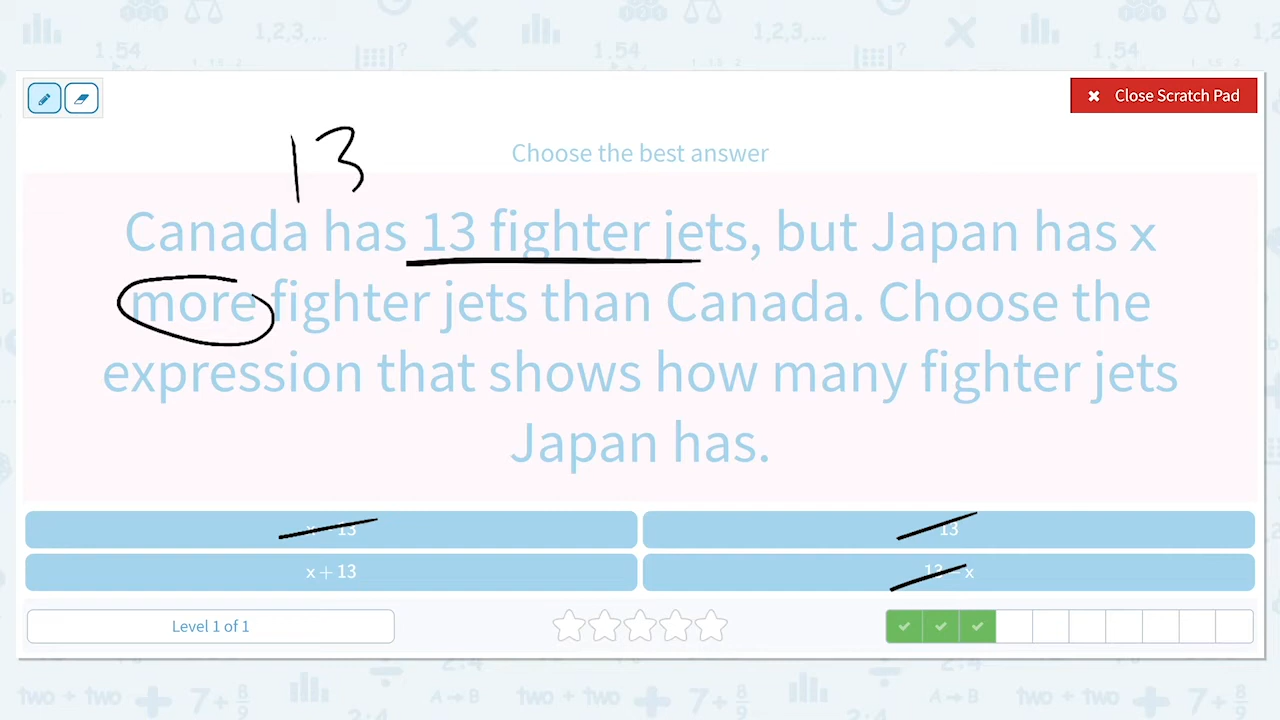 Close Scratch Pad
13
Choose the best answer
Canada has 13 fighter jets, but Japan has x
more fighter jets than Canada. Choose the
expression that shows how many fighter jets
Japan has.
13
13
x + 13
13 − x
Level 1 of 1